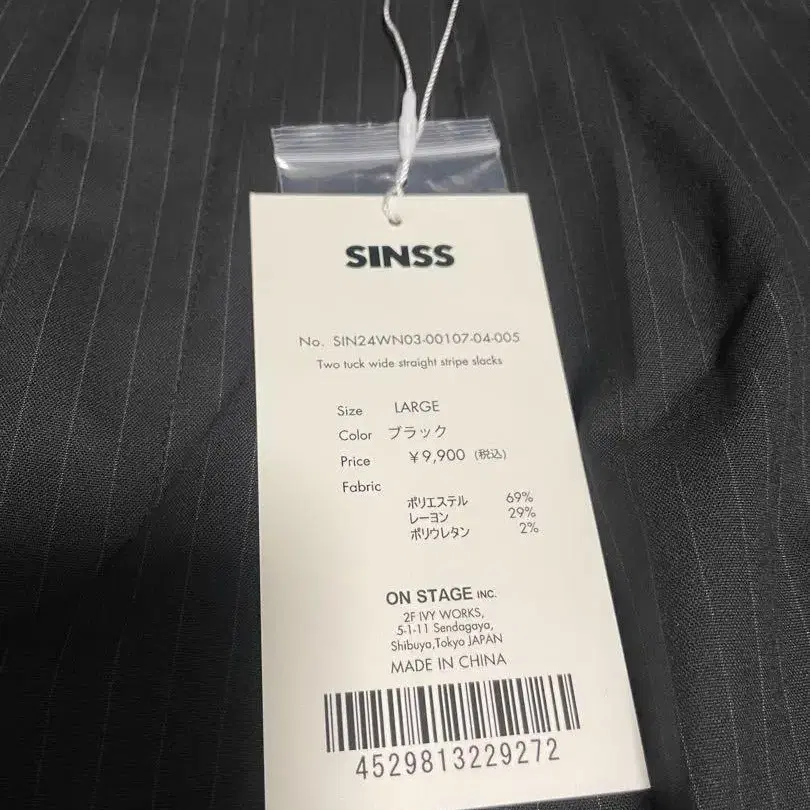 SINSS
No. SIN24WN03-00107-04-005
Two tuck wide straight stripe slacks
Size LARGE
Color ブラック
Price ¥9,900 (税込)
Fabric
ポリエステル 69%
レーヨン 29%
ポリウレタン 2%
ON STAGE INC.
2F IVY WORKS,
5-1-11 Sendagaya,
Shibuya,Tokyo JAPAN
MADE IN CHINA
4529813229272